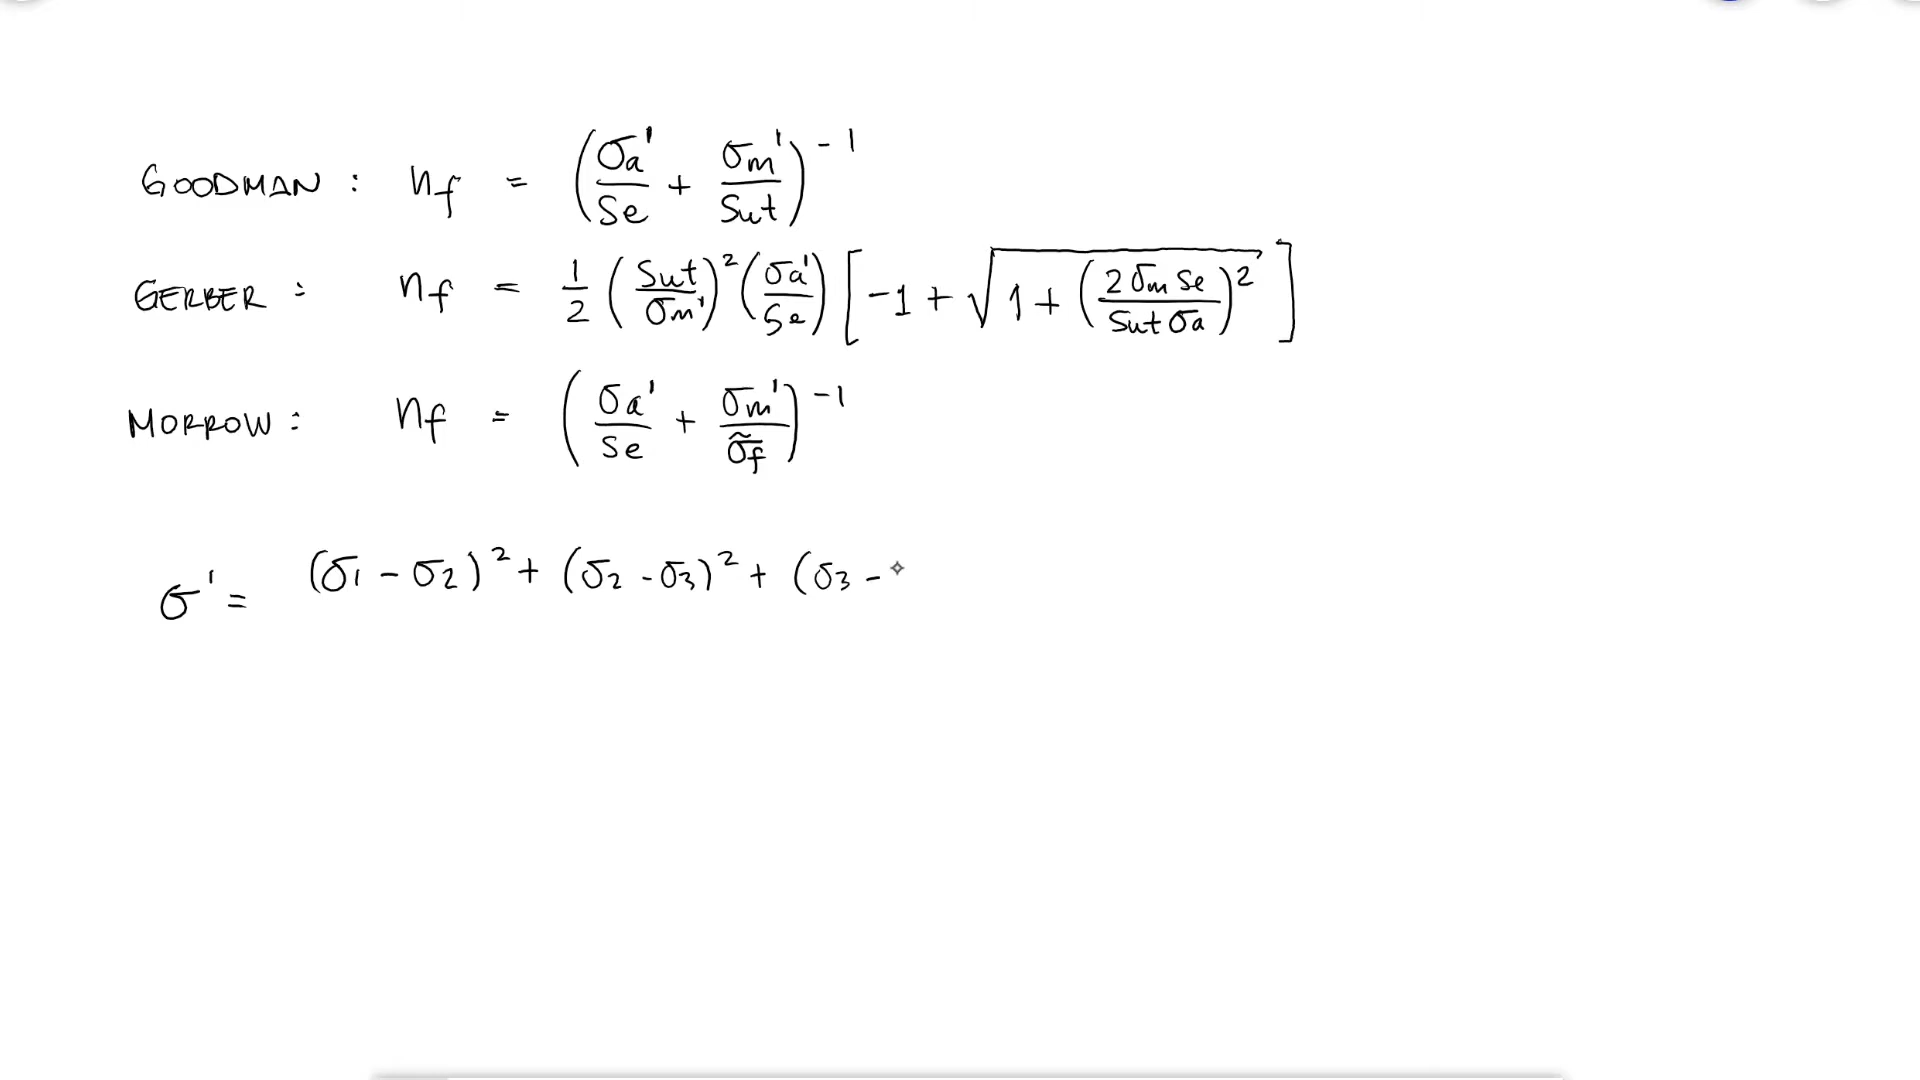 GOODMAN : nf = (σa'/Se + σm'/Sut)^-1
GERBER : nf = 1/2 (Sut/σm')^2 (σa'/Se) [-1 + √(1 + (2σm Se/Sut σa)^2)]
MORROW : nf = (σa'/Se + σm'/σ̃f)^-1
σ' = (σ1 - σ2)^2 + (σ2 - σ3)^2 + (σ3 -